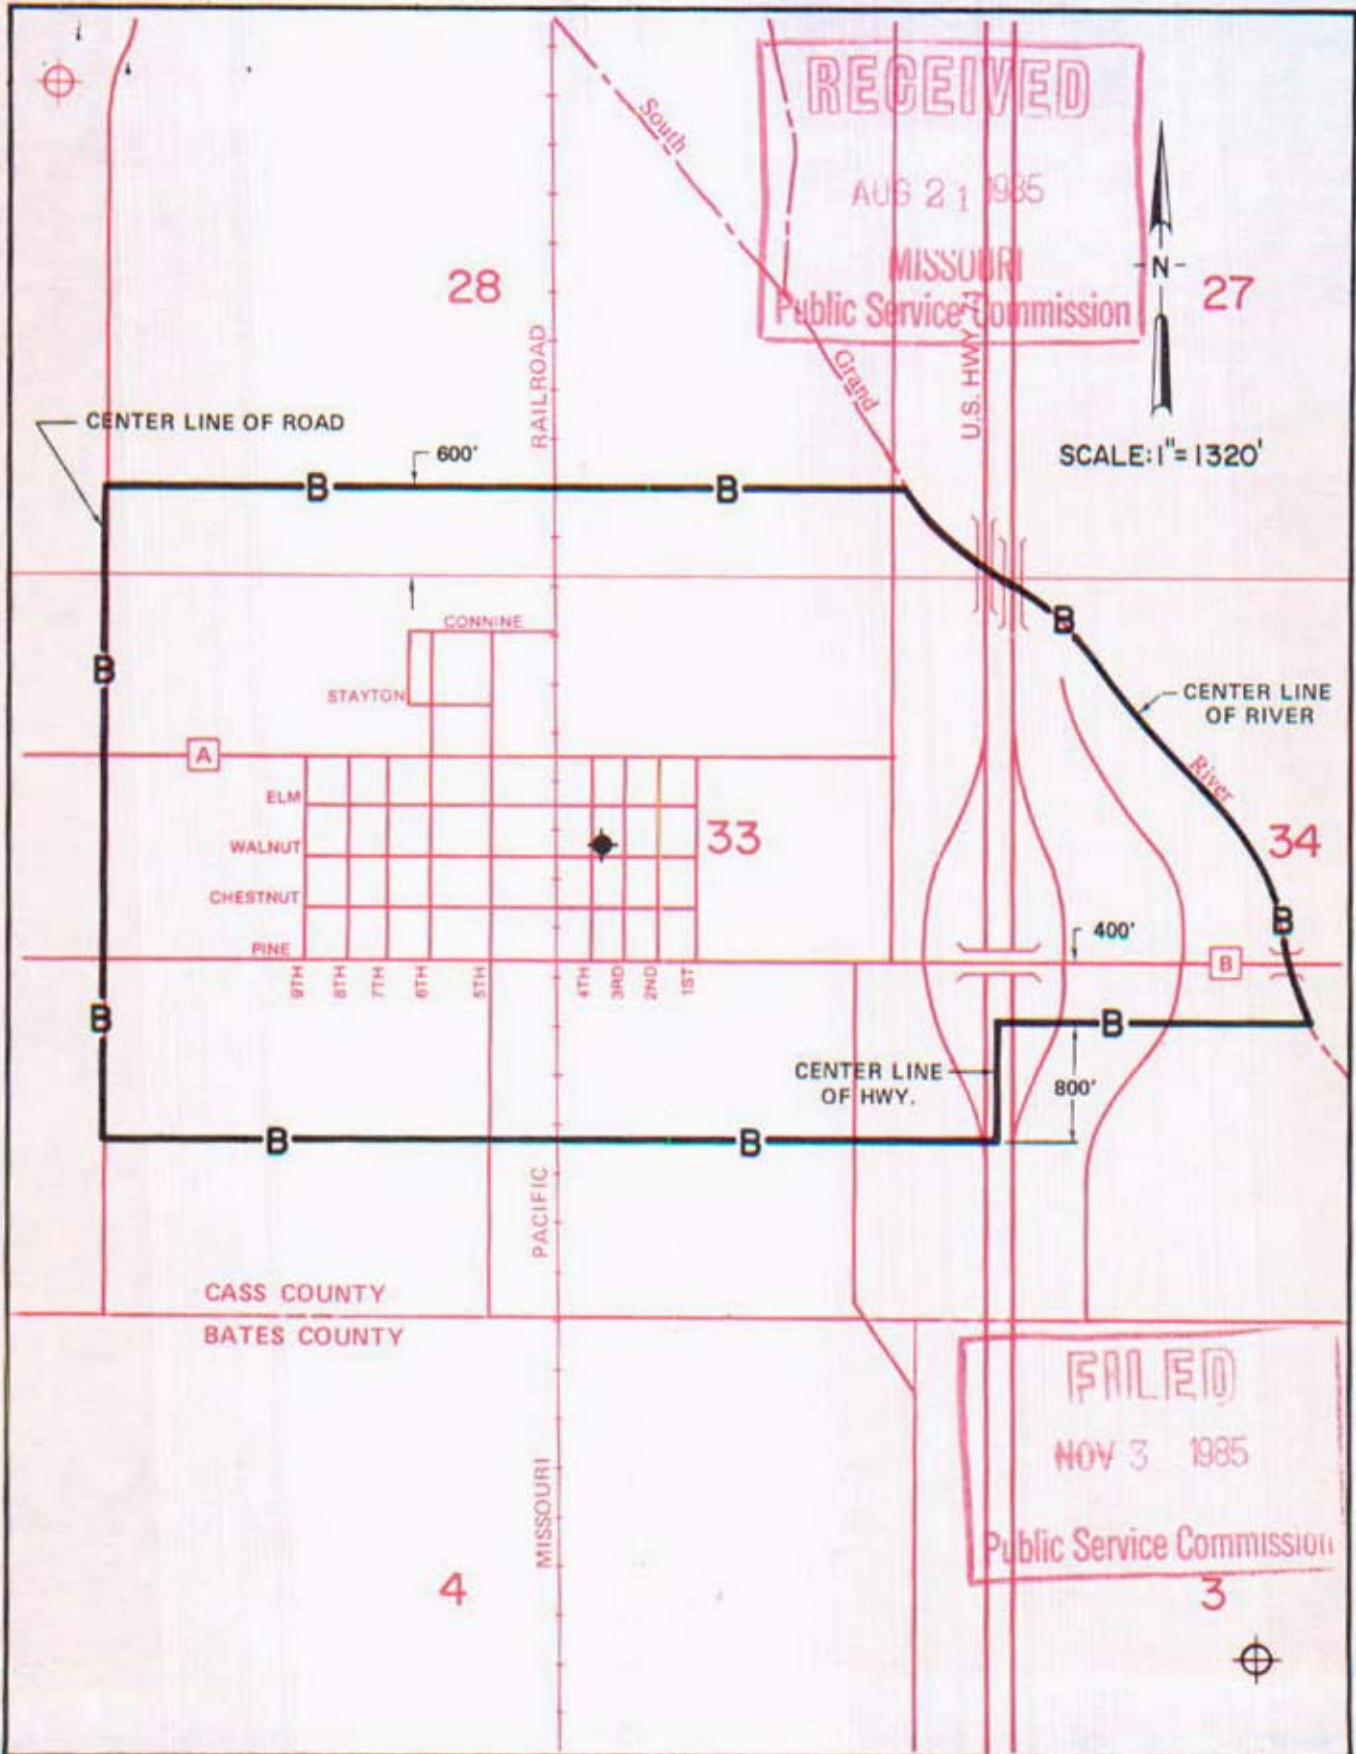 RECEIVED
AUG 21 1985
MISSOURI
Public Service Commission
South
Grand
N
28
27
RAILROAD
U.S. HWY. 71
CENTER LINE OF ROAD
600'
SCALE: 1" = 1320'
B
B
B
B
CONNINE
STAYTON
CENTER LINE
OF RIVER
River
A
ELM
WALNUT
CHESTNUT
PINE
33
34
B
400'
B
9TH
8TH
7TH
6TH
5TH
4TH
3RD
2ND
1ST
B
B
CENTER LINE
OF HWY.
800'
B
B
PACIFIC
CASS COUNTY
BATES COUNTY
FILED
NOV 3 1985
Public Service Commission
MISSOURI
4
3